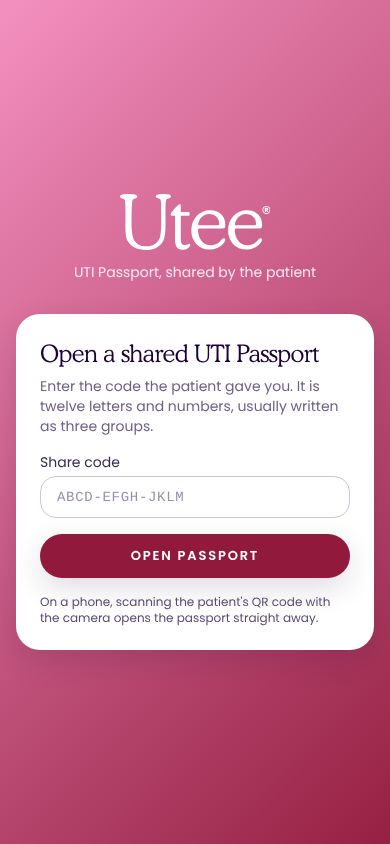 Utee®
UTI Passport, shared by the patient
Open a shared UTI Passport
Enter the code the patient gave you. It is
twelve letters and numbers, usually written
as three groups.
Share code
ABCD-EFGH-JKLM
OPEN PASSPORT
On a phone, scanning the patient's QR code with
the camera opens the passport straight away.